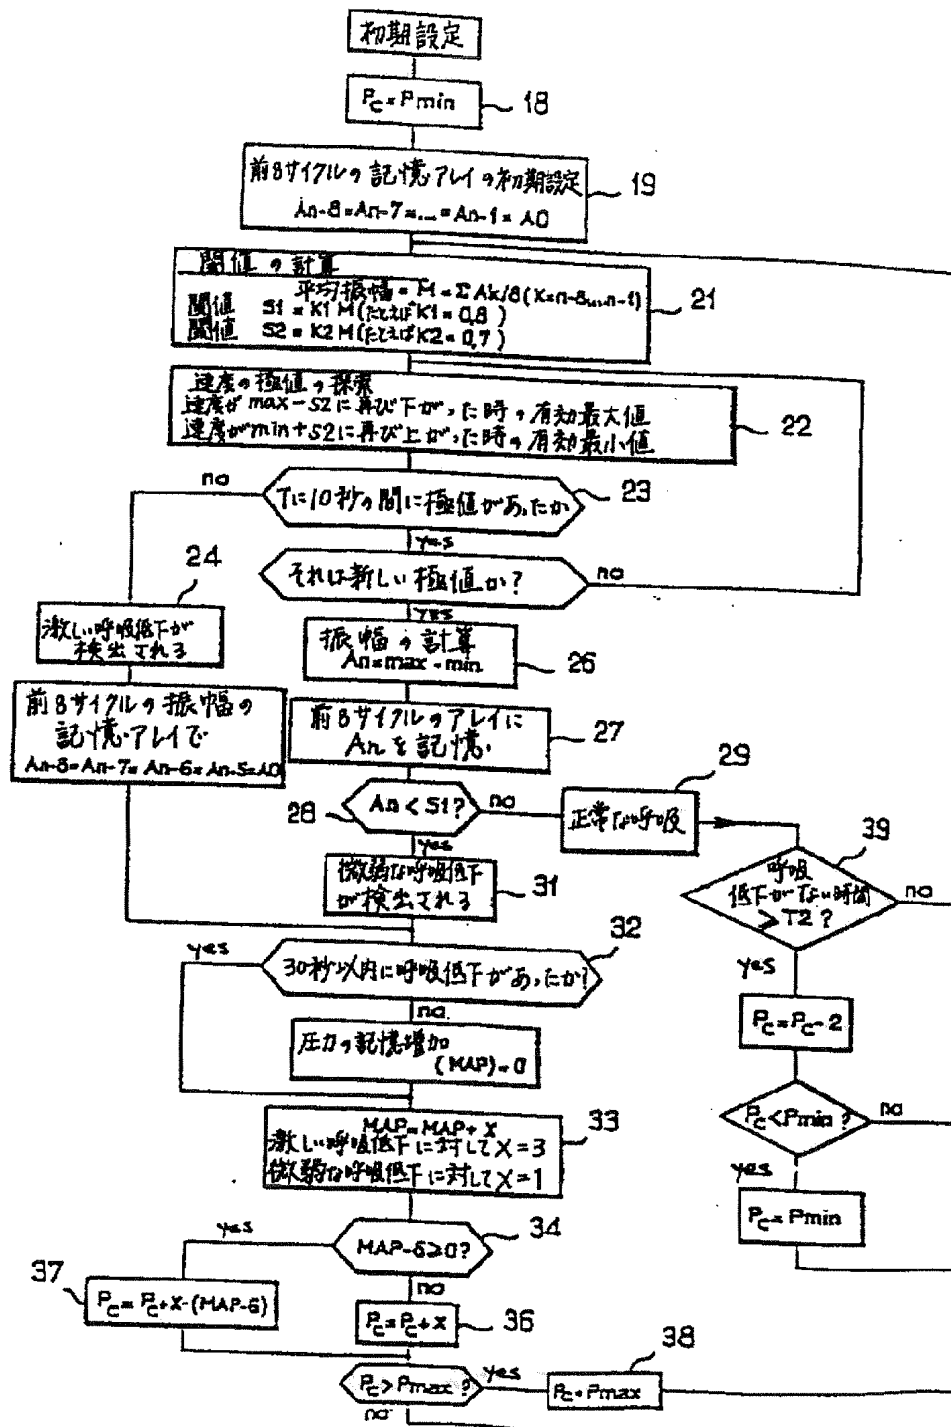 初期設定
Pc=Pmin
18
前8サイクルの記憶アレイの初期設定
An-8=An-7=...=An-1=A0
19
閾値の計算
平均振幅=M=ΣAk/8(K=n-8,...,n-1)
閾値 S1=K1M(たとえばK1=0,8)
閾値 S2=K2M(たとえばK2=0,7)
21
速度の極値の探索
速度がmax-S2に再び下がった時の有効最大値
速度がmin+S2に再び上がった時の有効最小値
22
no
Tに10秒の間に極値があったか
23
yes
24
それは新しい極値か?
no
yes
激しい呼吸低下が
検出される
振幅の計算
An=max-min
26
前8サイクルの振幅の
記憶アレイで
An-8=An-7=An-6=An-5=A0
前8サイクルのアレイに
Anを記憶
27
29
28
An<S1?
no
正常な呼吸
39
yes
微弱な呼吸低下
が検出される
31
呼吸
低下がない時間
≥T2?
no
yes
32
30秒以内に呼吸低下があったか?
yes
no
Pc=Pc-2
圧力の記憶増加
(MAP)=0
Pc<Pmin?
no
MAP=MAP+X
激しい呼吸低下に対してX=3
微弱な呼吸低下に対してX=1
33
yes
Pc=Pmin
yes
MAP-6≥0?
34
37
no
Pc=Pc+X-(MAP-6)
Pc=Pc+X
36
38
Pc>Pmax?
yes
Pc=Pmax
no